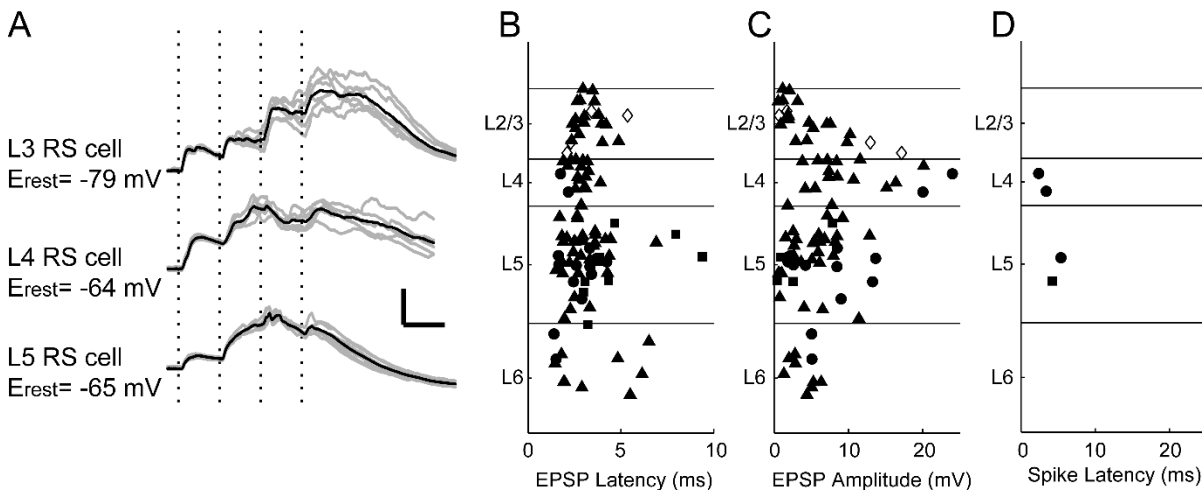 A
L3 RS cell
Erest= -79 mV
L4 RS cell
Erest= -64 mV
L5 RS cell
Erest= -65 mV
B
L2/3
L4
L5
L6
0
5
10
EPSP Latency (ms)
C
L2/3
L4
L5
L6
0
10
20
EPSP Amplitude (mV)
D
L2/3
L4
L5
L6
0
10
20
Spike Latency (ms)